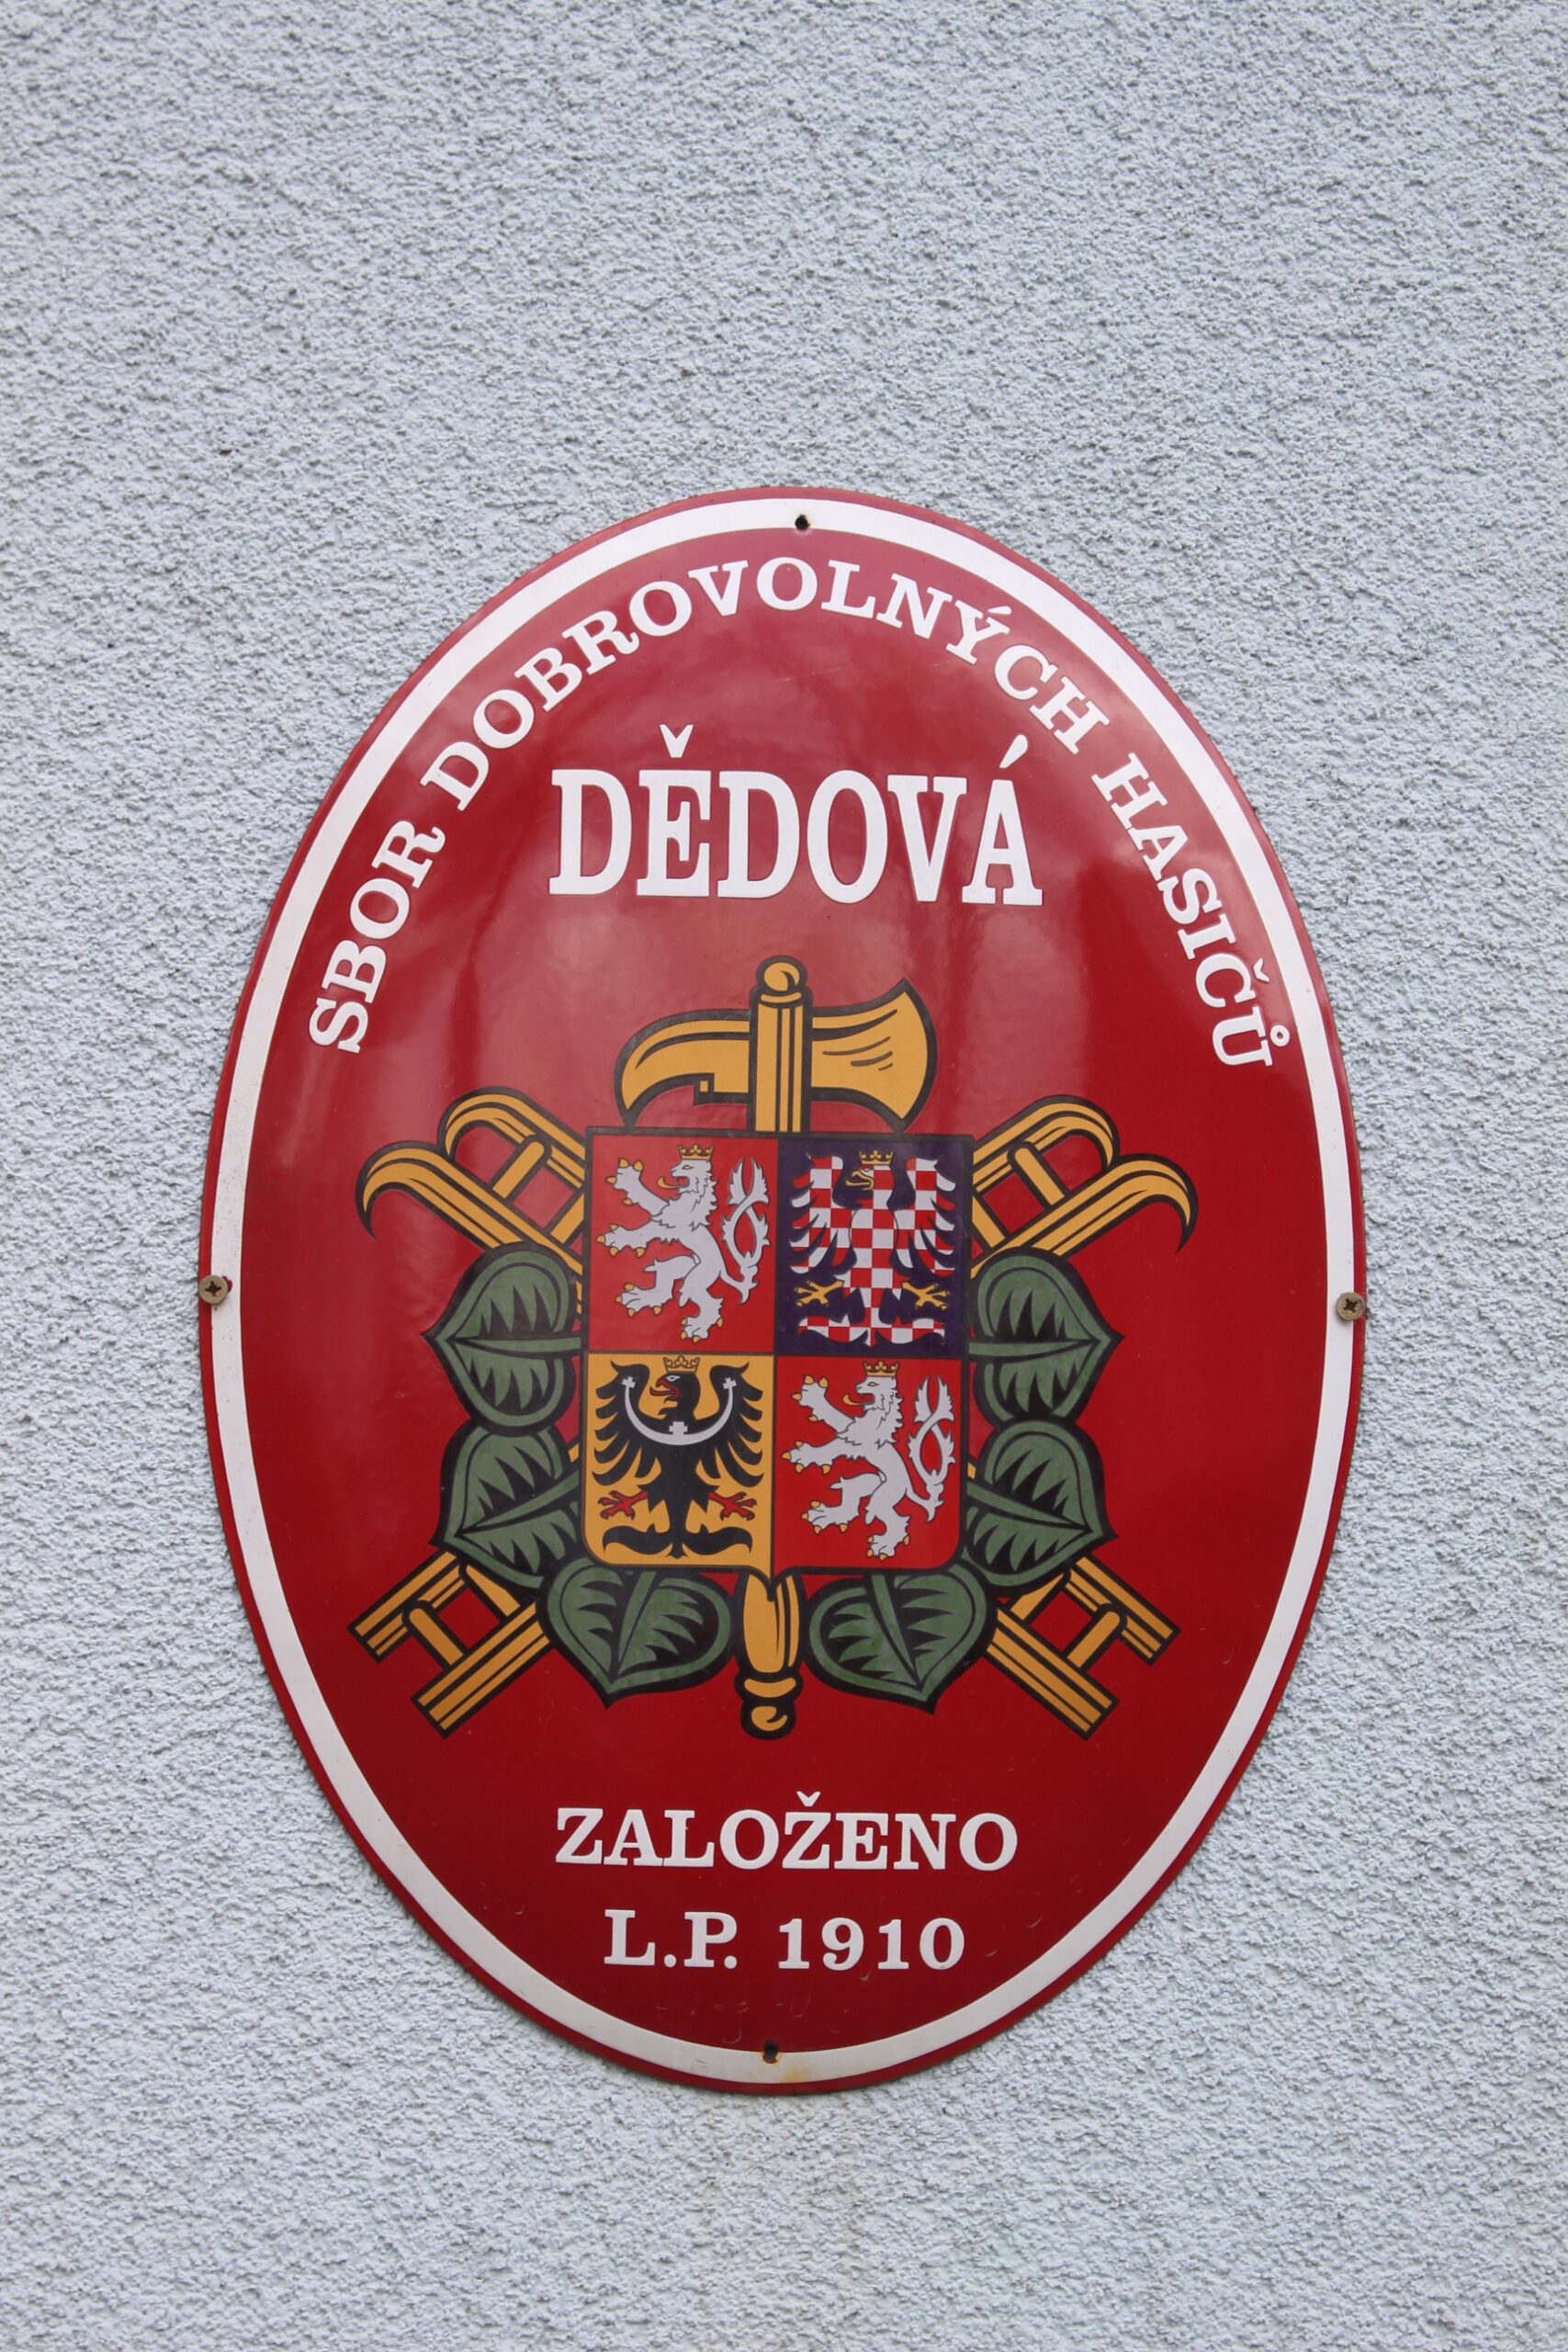 SBOR DOBROVOLNÝCH HASIČŮ
DĚDOVÁ
ZALOŽENO
L.P. 1910